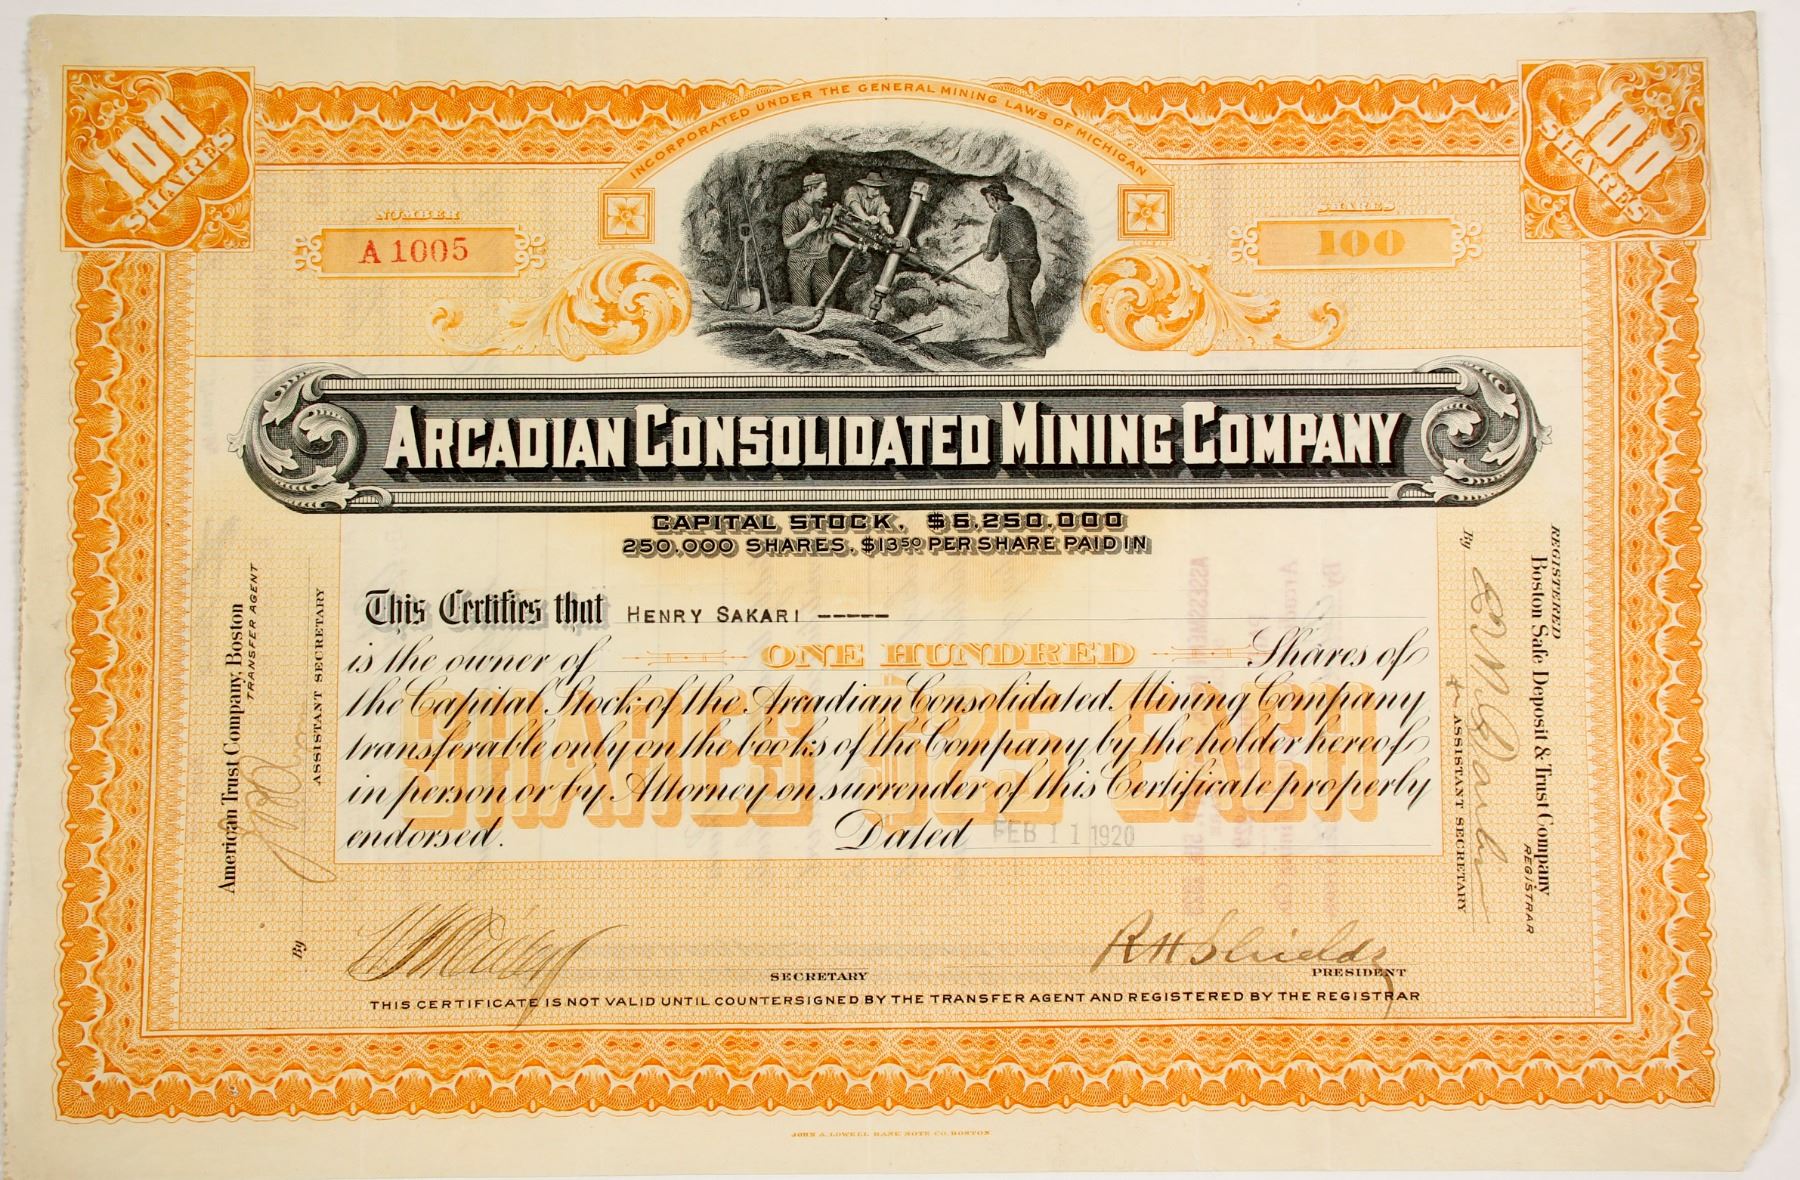 INCORPORATED UNDER THE GENERAL MINING LAWS OF MICHIGAN
100 SHARES
100 SHARES
NUMBER
A 1005
SHARES
100
ARCADIAN CONSOLIDATED MINING COMPANY
CAPITAL STOCK, $6,250,000
250,000 SHARES, $13.50 PER SHARE PAID IN
This Certifies that HENRY SAKARI -----
is the owner of ONE HUNDRED Shares of
the Capital Stock of the Arcadian Consolidated Mining Company
transferable only on the books of the Company by the holder hereof
in person or by Attorney on surrender of this Certificate properly
endorsed. Dated FEB 11 1920
SHARES $25 EACH
American Trust Company, Boston
TRANSFER AGENT
By
ASSISTANT SECRETARY
REGISTERED
Boston Safe Deposit & Trust Company
REGISTRAR
By
ASSISTANT SECRETARY
SECRETARY
R H Shields
PRESIDENT
THIS CERTIFICATE IS NOT VALID UNTIL COUNTERSIGNED BY THE TRANSFER AGENT AND REGISTERED BY THE REGISTRAR
JOHN A. LOWELL BANK NOTE CO. BOSTON